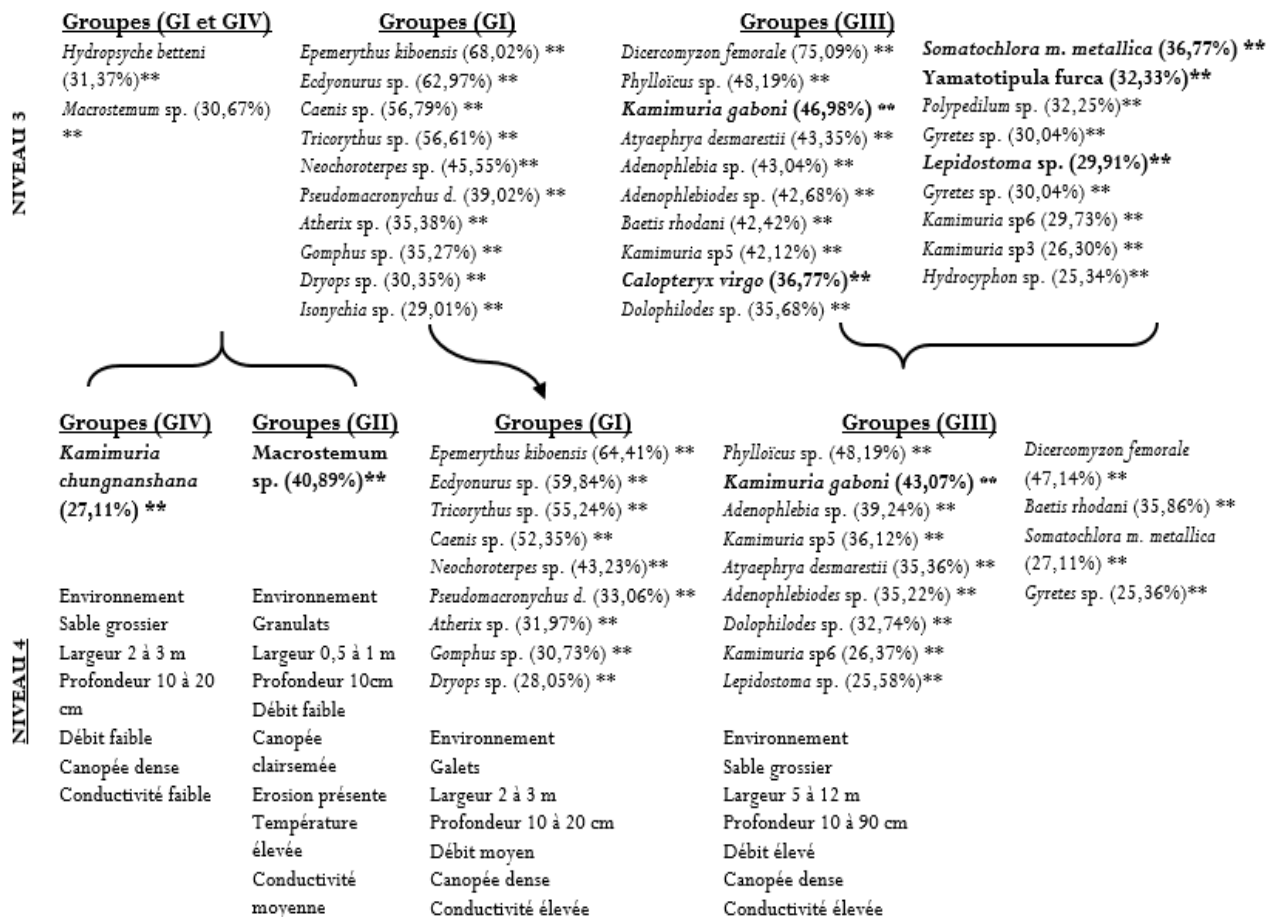 NIVEAU 3
Groupes (GI et GIV)
Hydropsyche betteni
(31,37%)**
Macrostemum sp. (30,67%)
**
Groupes (GI)
Epemerythus kiboensis (68,02%) **
Ecdyonurus sp. (62,97%) **
Caenis sp. (56,79%) **
Tricorythus sp. (56,61%) **
Neochoroterpes sp. (45,55%)**
Pseudomacronychus d. (39,02%) **
Atherix sp. (35,38%) **
Gomphus sp. (35,27%) **
Dryops sp. (30,35%) **
Isonychia sp. (29,01%) **
Groupes (GIII)
Dicercomyzon femorale (75,09%) **
Phylloïcus sp. (48,19%) **
Kamimuria gaboni (46,98%) **
Atyaephrya desmarestii (43,35%) **
Adenophlebia sp. (43,04%) **
Adenophlebiodes sp. (42,68%) **
Baetis rhodani (42,42%) **
Kamimuria sp5 (42,12%) **
Calopteryx virgo (36,77%)**
Dolophilodes sp. (35,68%) **
Somatochlora m. metallica (36,77%) **
Yamatotipula furca (32,33%)**
Polypedilum sp. (32,25%)**
Gyretes sp. (30,04%)**
Lepidostoma sp. (29,91%)**
Gyretes sp. (30,04%) **
Kamimuria sp6 (29,73%) **
Kamimuria sp3 (26,30%) **
Hydrocyphon sp. (25,34%)**
NIVEAU 4
Groupes (GIV)
Kamimuria
chungnanshana
(27,11%) **
Environnement
Sable grossier
Largeur 2 à 3 m
Profondeur 10 à 20
cm
Débit faible
Canopée dense
Conductivité faible
Groupes (GII)
Macrostemum
sp. (40,89%)**
Environnement
Granulats
Largeur 0,5 à 1 m
Profondeur 10cm
Débit faible
Canopée
clairsemée
Erosion présente
Température
élevée
Conductivité
moyenne
Groupes (GI)
Epemerythus kiboensis (64,41%) **
Ecdyonurus sp. (59,84%) **
Tricorythus sp. (55,24%) **
Caenis sp. (52,35%) **
Neochoroterpes sp. (43,23%)**
Pseudomacronychus d. (33,06%) **
Atherix sp. (31,97%) **
Gomphus sp. (30,73%) **
Dryops sp. (28,05%) **
Environnement
Galets
Largeur 2 à 3 m
Profondeur 10 à 20 cm
Débit moyen
Canopée dense
Conductivité élevée
Groupes (GIII)
Phylloïcus sp. (48,19%) **
Kamimuria gaboni (43,07%) **
Adenophlebia sp. (39,24%) **
Kamimuria sp5 (36,12%) **
Atyaephrya desmarestii (35,36%) **
Adenophlebiodes sp. (35,22%) **
Dolophilodes sp. (32,74%) **
Kamimuria sp6 (26,37%) **
Lepidostoma sp. (25,58%)**
Environnement
Sable grossier
Largeur 5 à 12 m
Profondeur 10 à 90 cm
Débit élevé
Canopée dense
Conductivité élevée
Dicercomyzon femorale
(47,14%) **
Baetis rhodani (35,86%) **
Somatochlora m. metallica
(27,11%) **
Gyretes sp. (25,36%)**